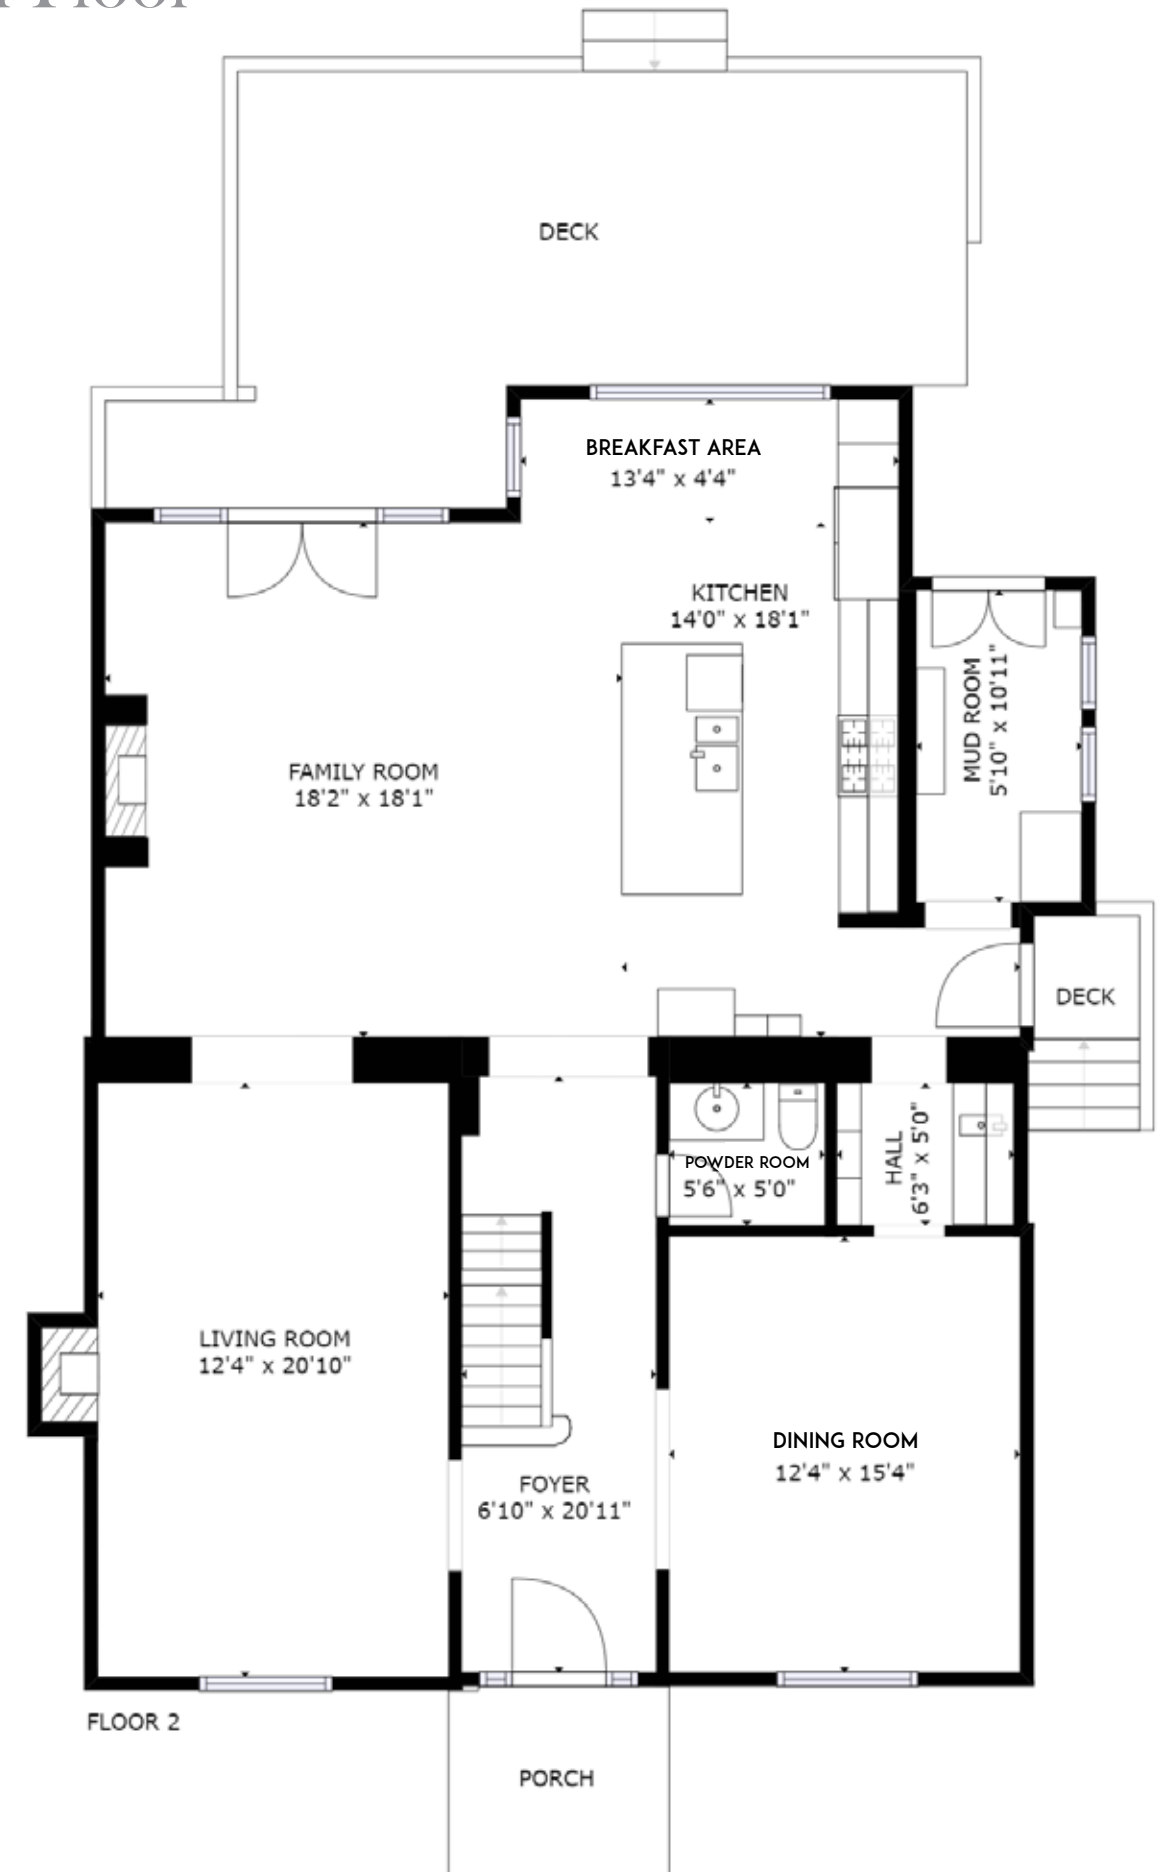 Floor
DECK
BREAKFAST AREA
13'4" x 4'4"
KITCHEN
14'0" x 18'1"
MUD ROOM
5'10" x 10'11"
FAMILY ROOM
18'2" x 18'1"
DECK
POWDER ROOM
5'6" x 5'0"
HALL
6'3" x 5'0"
LIVING ROOM
12'4" x 20'10"
DINING ROOM
12'4" x 15'4"
FOYER
6'10" x 20'11"
FLOOR 2
PORCH